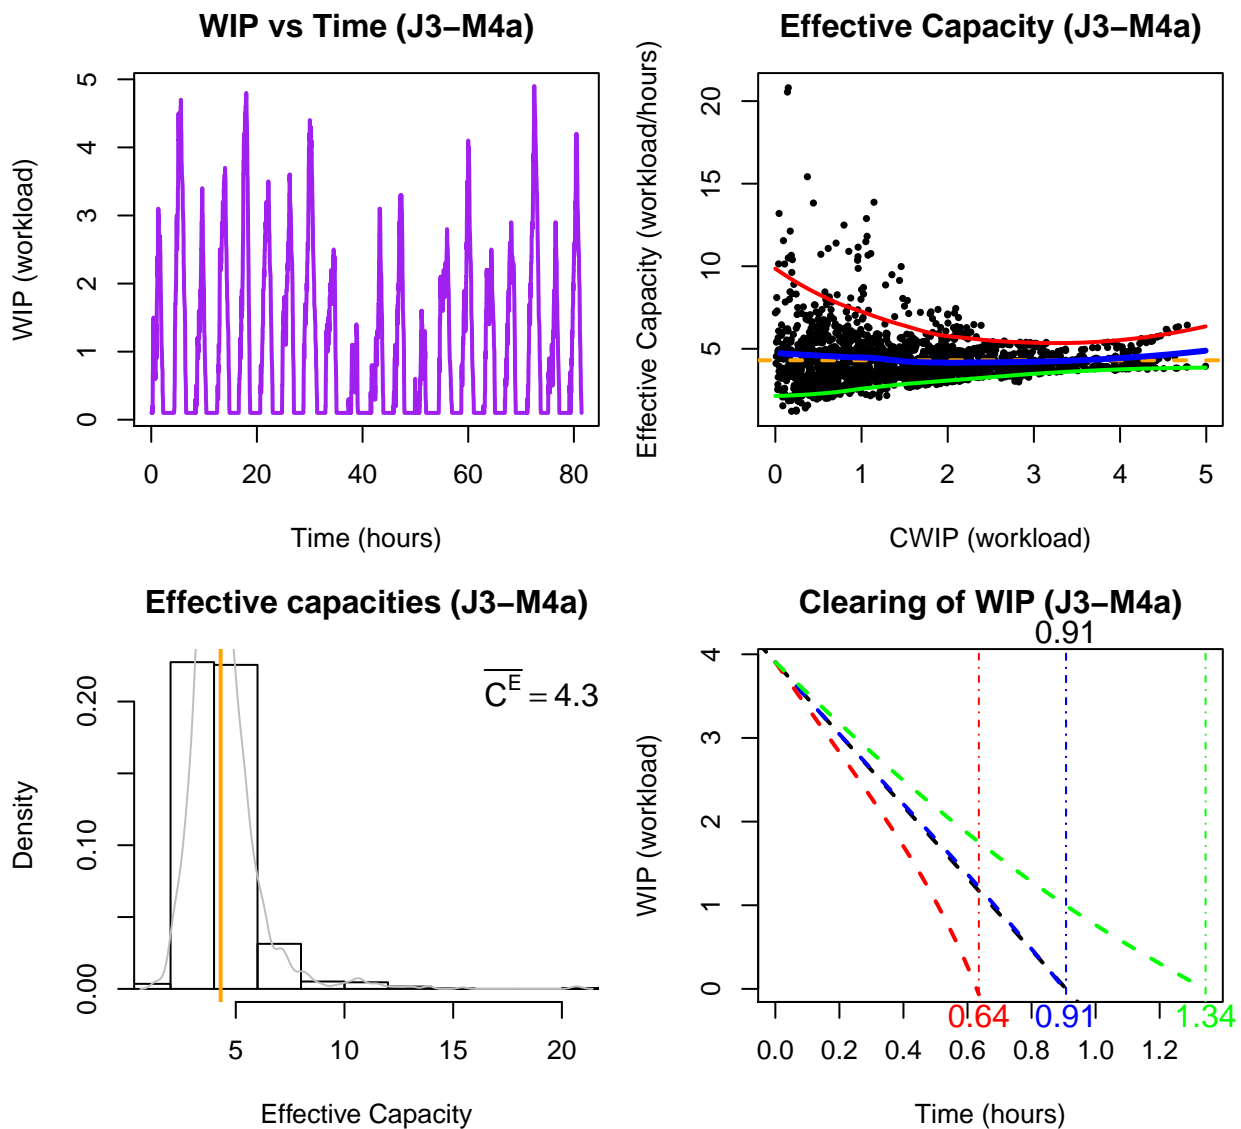 WIP vs Time (J3−M4a)
WIP (workload)
5
4
3
2
1
0
0 20 40 60 80
Time (hours)
Effective Capacity (J3−M4a)
Effective Capacity (workload/hours)
20
15
10
5
0 1 2 3 4 5
CWIP (workload)
Effective capacities (J3−M4a)
C^E = 4.3
Density
0.20
0.10
0.00
5 10 15 20
Effective Capacity
Clearing of WIP (J3−M4a)
0.91
WIP (workload)
4
3
2
1
0
0.64 0.91 1.34
0.0 0.2 0.4 0.6 0.8 1.0 1.2
Time (hours)